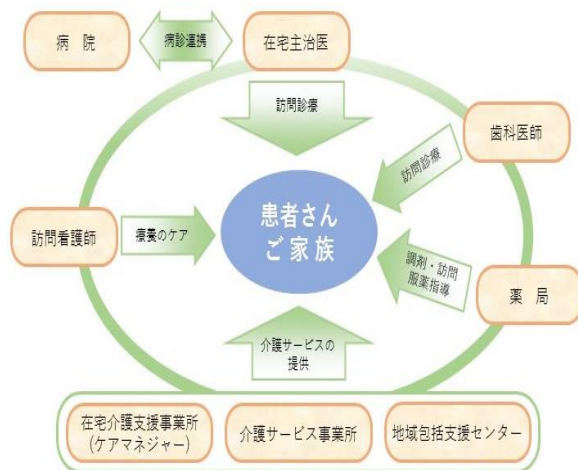 病　院
病診連携
在宅主治医
訪問診療
歯科医師
訪問診療
患者さん
ご家族
訪問看護師
療養のケア
調剤・訪問
服薬指導
薬　局
介護サービスの
提供
在宅介護支援事業所
(ケアマネジャー)
介護サービス事業所
地域包括支援センター